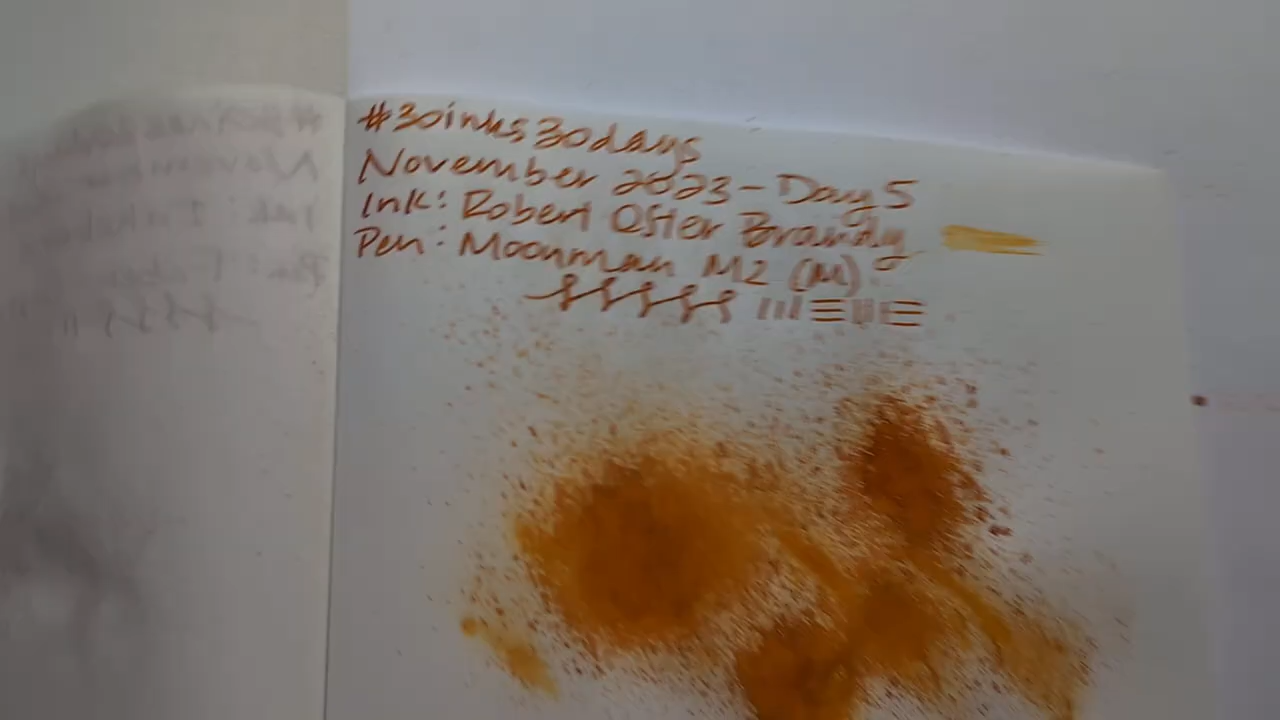 #30inks30days
November 2023 - Day 5
Ink: Robert Oster Brandy
Pen: Moonman M2 (M)